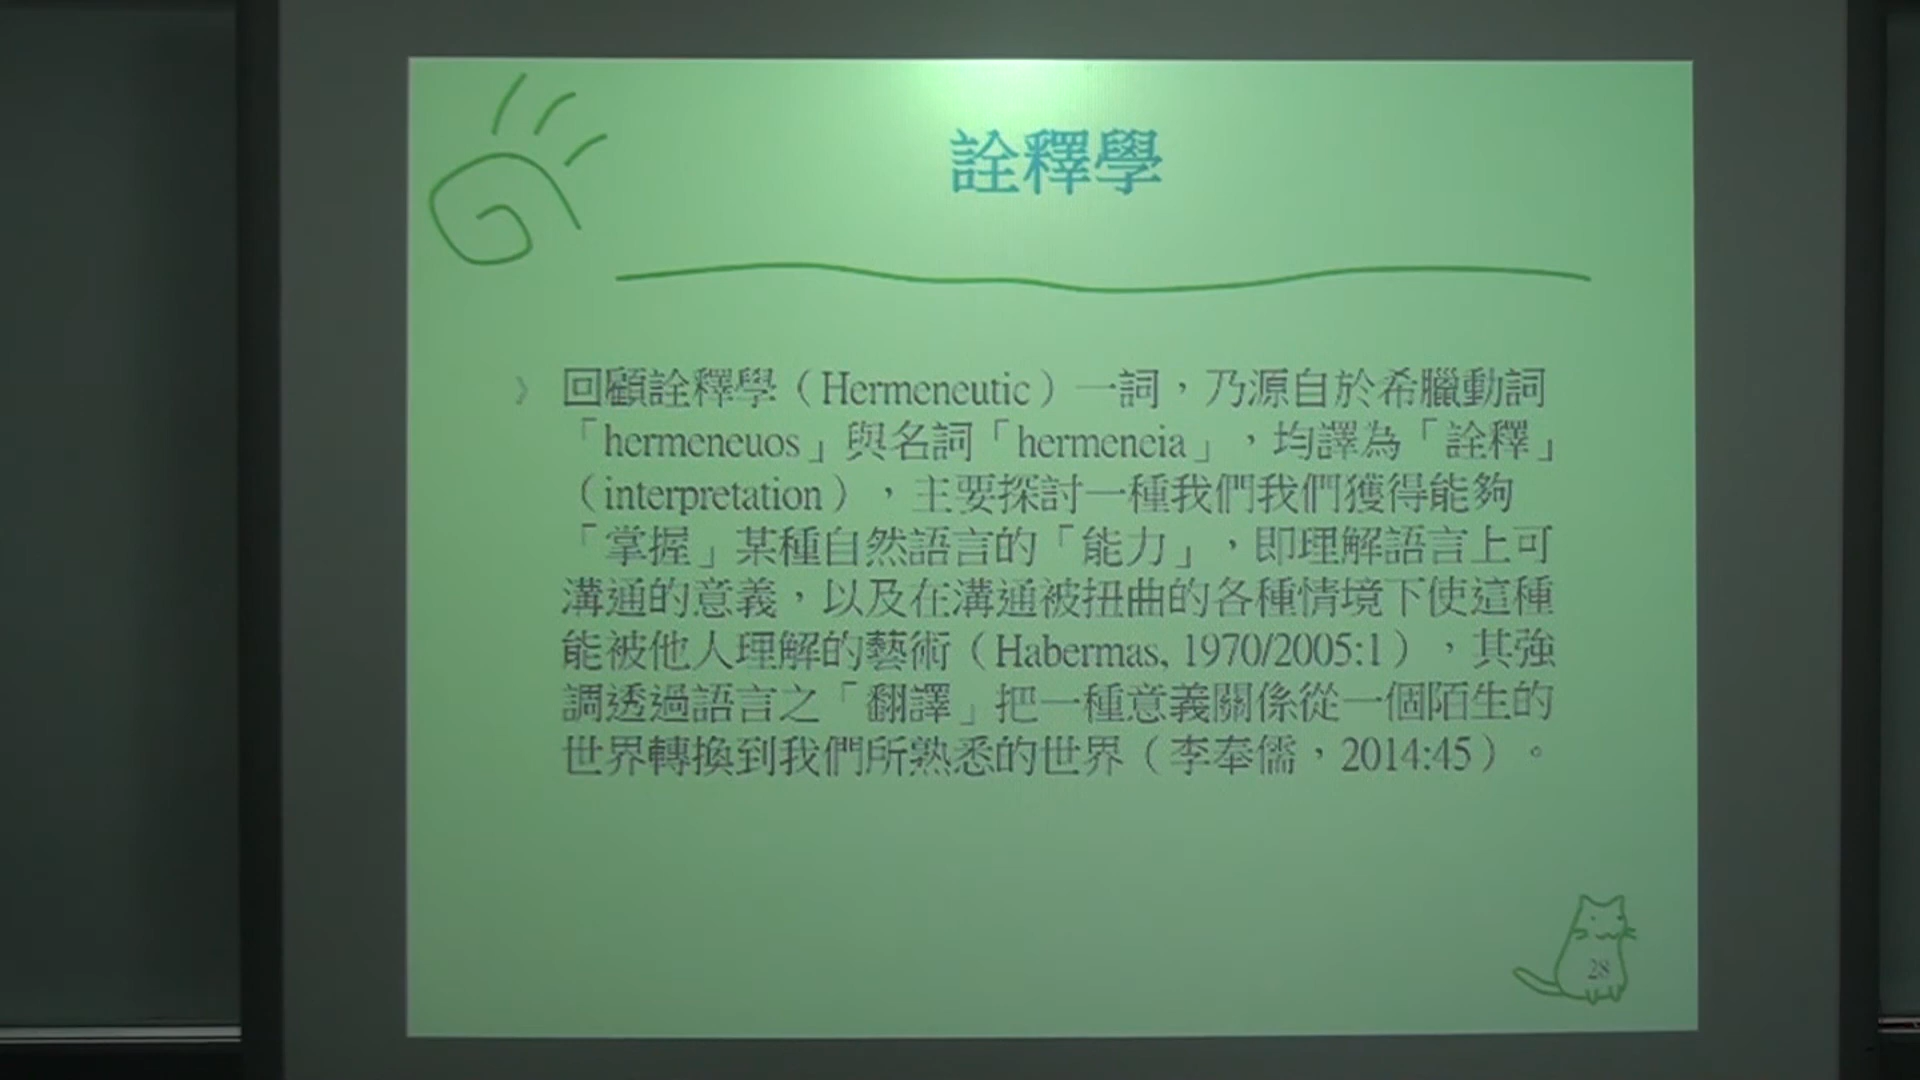 詮釋學
回顧詮釋學（Hermeneutic）一詞，乃源自於希臘動詞
「hermeneuos」與名詞「hermeneia」，均譯為「詮釋」
（interpretation），主要探討一種我們我們獲得能夠
「掌握」某種自然語言的「能力」，即理解語言上可
溝通的意義，以及在溝通被扭曲的各種情境下使這種
能被他人理解的藝術（Habermas, 1970/2005:1），其強
調透過語言之「翻譯」把一種意義關係從一個陌生的
世界轉換到我們所熟悉的世界（李奉儒，2014:45）。
28